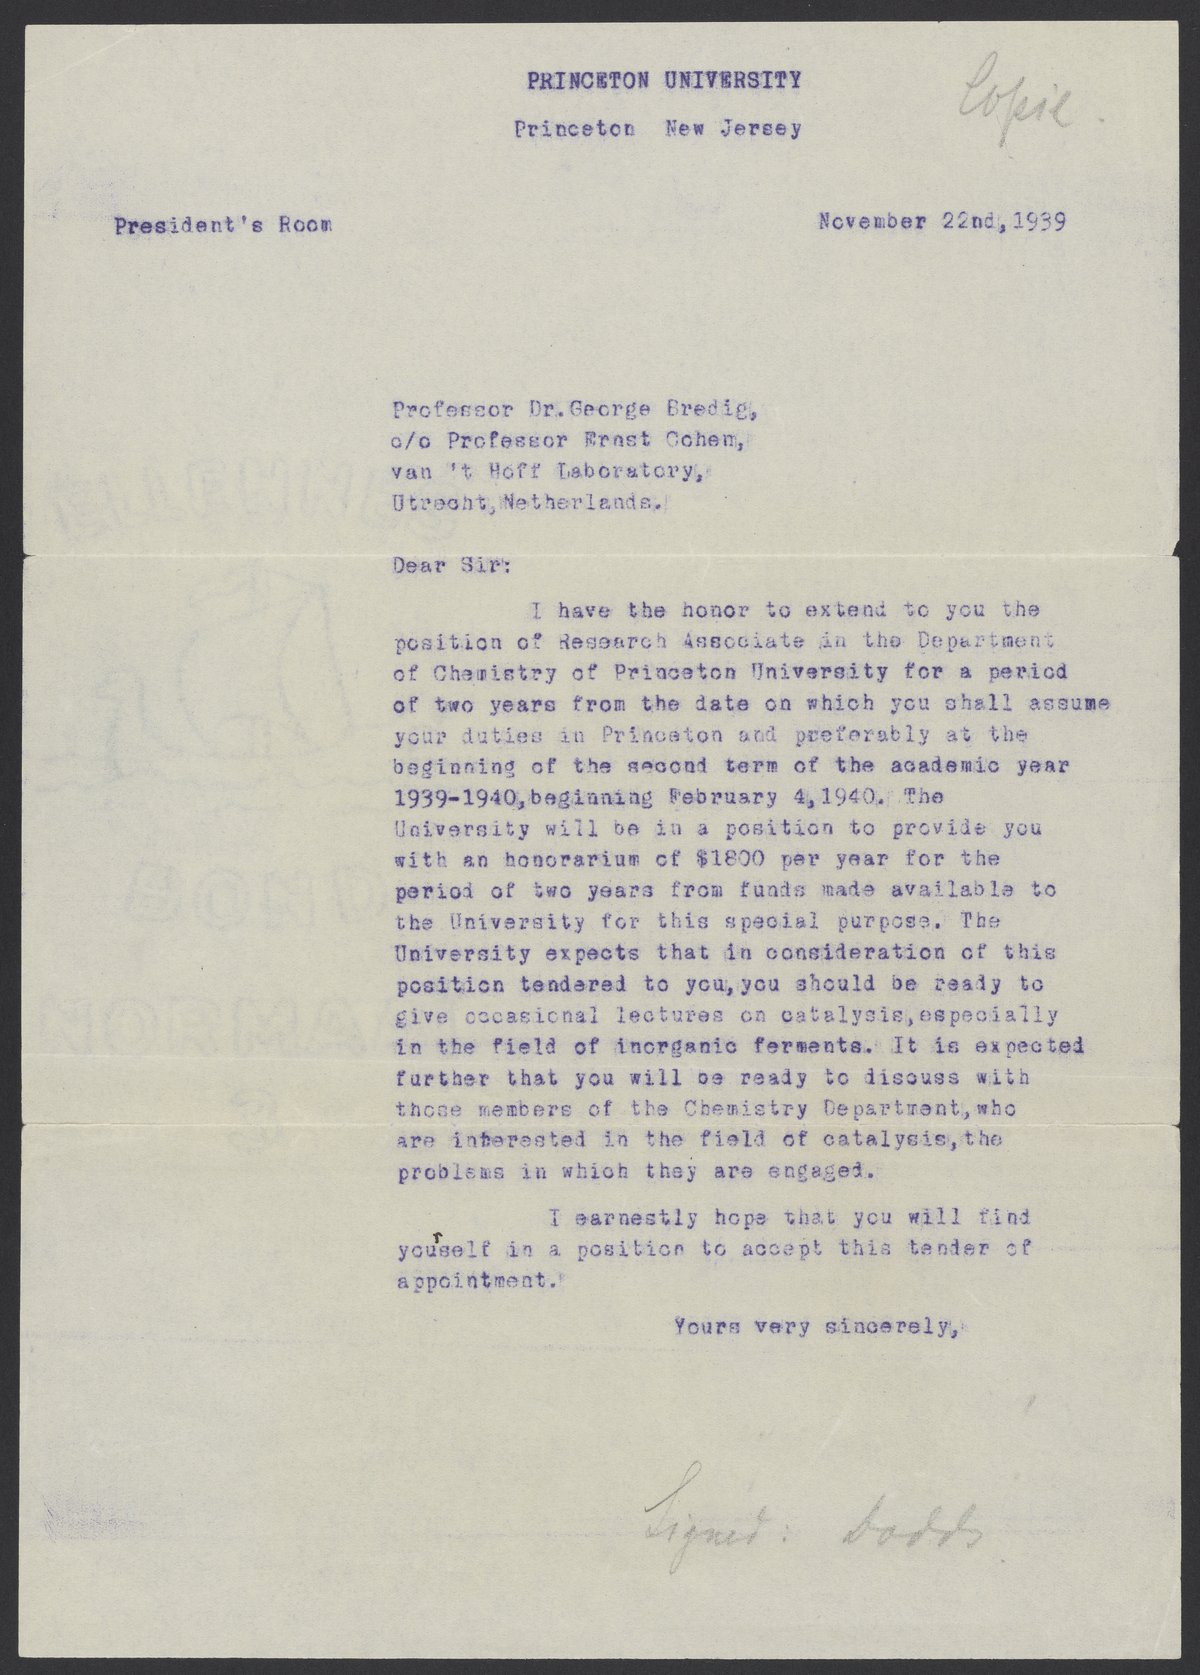 PRINCETON UNIVERSITY
Copie.
Princeton New Jersey
President's Room
November 22nd,1939
Professor Dr.George Bredig,
c/o Professor Ernst Cohen,
van 't Hoff Laboratory,
Utrecht,Netherlands.
Dear Sir:
I have the honor to extend to you the
position of Research Associate in the Department
of Chemistry of Princeton University for a period
of two years from the date on which you shall assume
your duties in Princeton and preferably at the
beginning of the second term of the academic year
1939-1940,beginning February 4,1940. The
University will be in a position to provide you
with an honorarium of $1800 per year for the
period of two years from funds made available to
the University for this special purpose. The
University expects that in consideration of this
position tendered to you,you should be ready to
give occasional lectures on catalysis,especially
in the field of inorganic ferments. It is expected
further that you will be ready to discuss with
those members of the Chemistry Department,who
are interested in the field of catalysis,the
problems in which they are engaged.
I earnestly hope that you will find
yourself in a position to accept this tender of
appointment.
Yours very sincerely,
Signed: Dodds